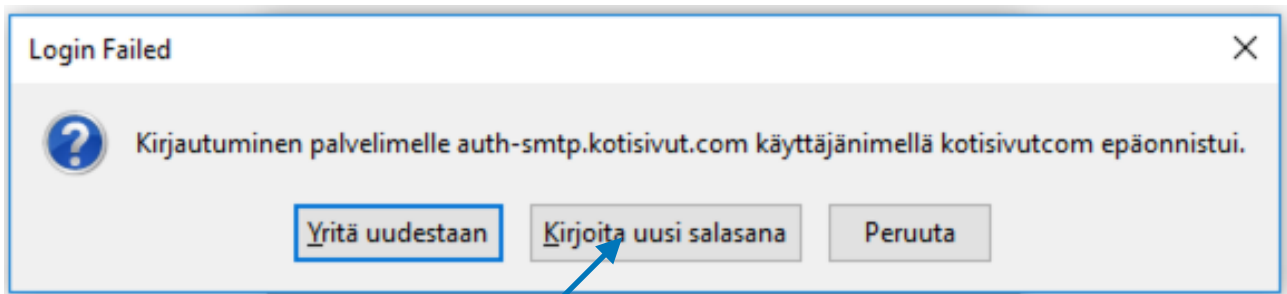 Login Failed
Kirjautuminen palvelimelle auth-smtp.kotisivut.com käyttäjänimellä kotisivutcom epäonnistui.
Yritä uudestaan
Kirjoita uusi salasana
Peruuta